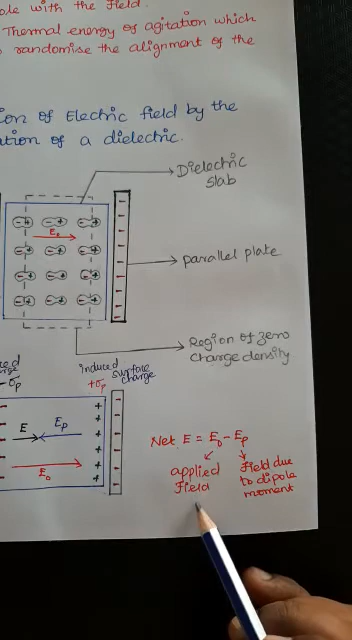 ole with the Field.
Thermal energy of agitation which
randomise the alignment of the
ion of Electric field by the
ation of a dielectric.
Dielectric
slab
E₀
parallel plate
Region of zero
Charge density
-σp
induced surface
charge
+σp
E
Ep
E₀
Net E = E₀ - Ep
applied
Field
Field due
to dipole
moment